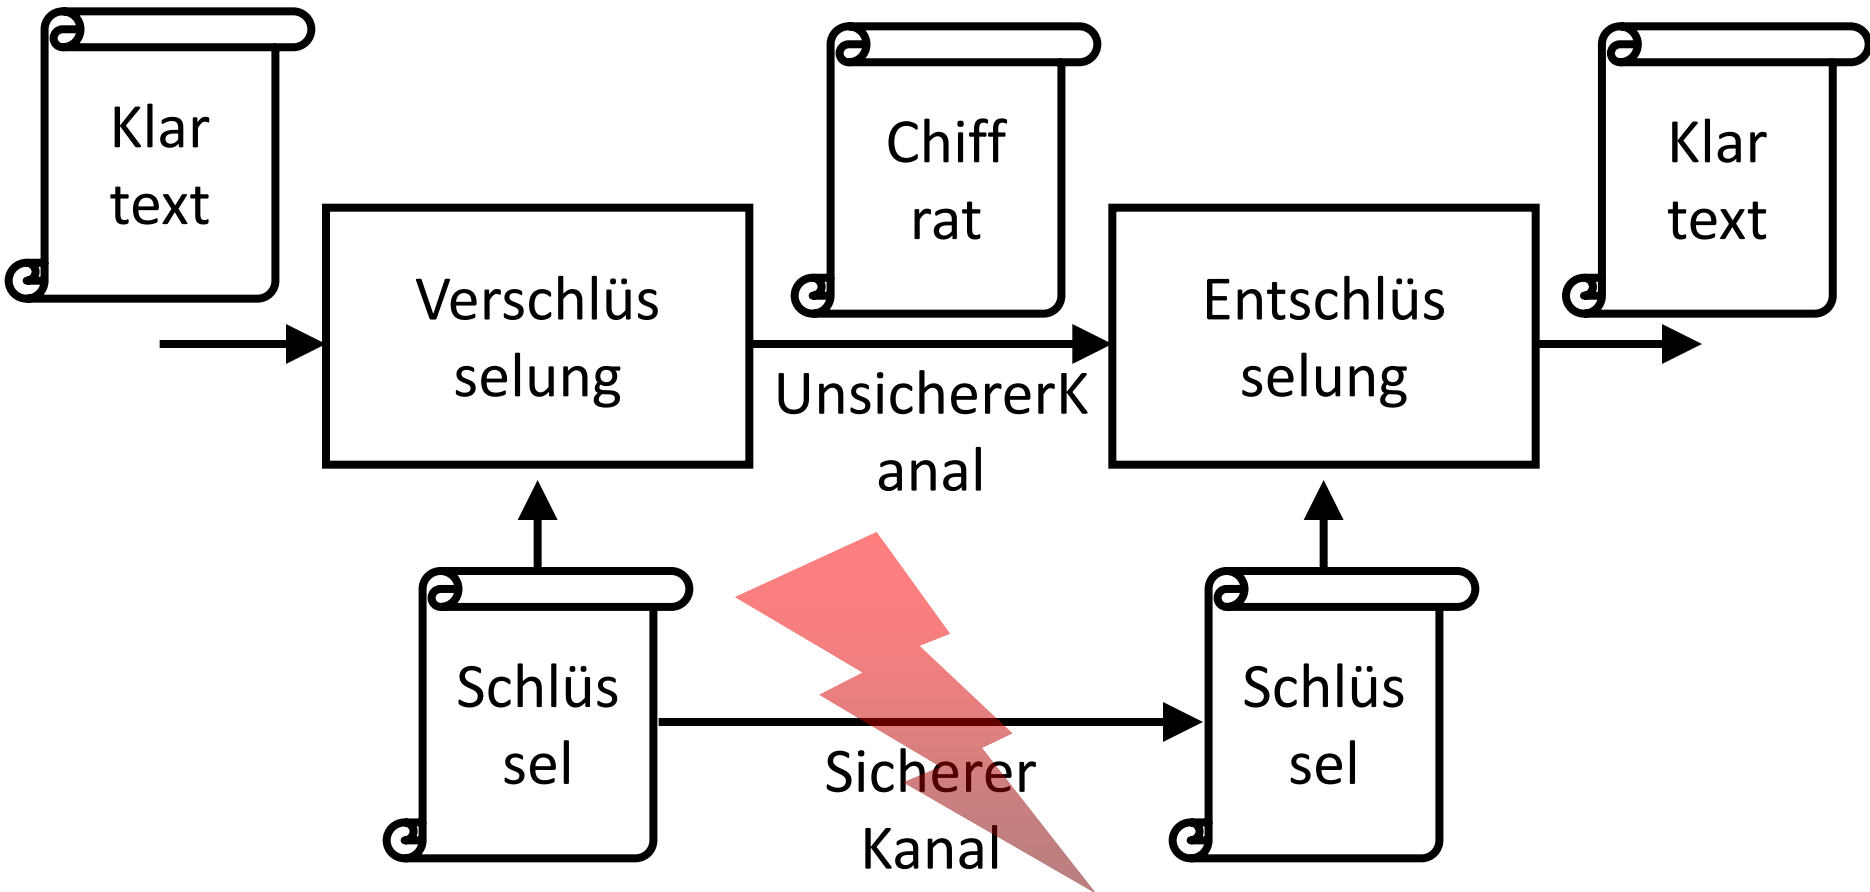 Klar
text
Chiff
rat
Klar
text
Verschlüs
selung
UnsichererK
anal
Entschlüs
selung
Schlüs
sel
Sicherer
Kanal
Schlüs
sel